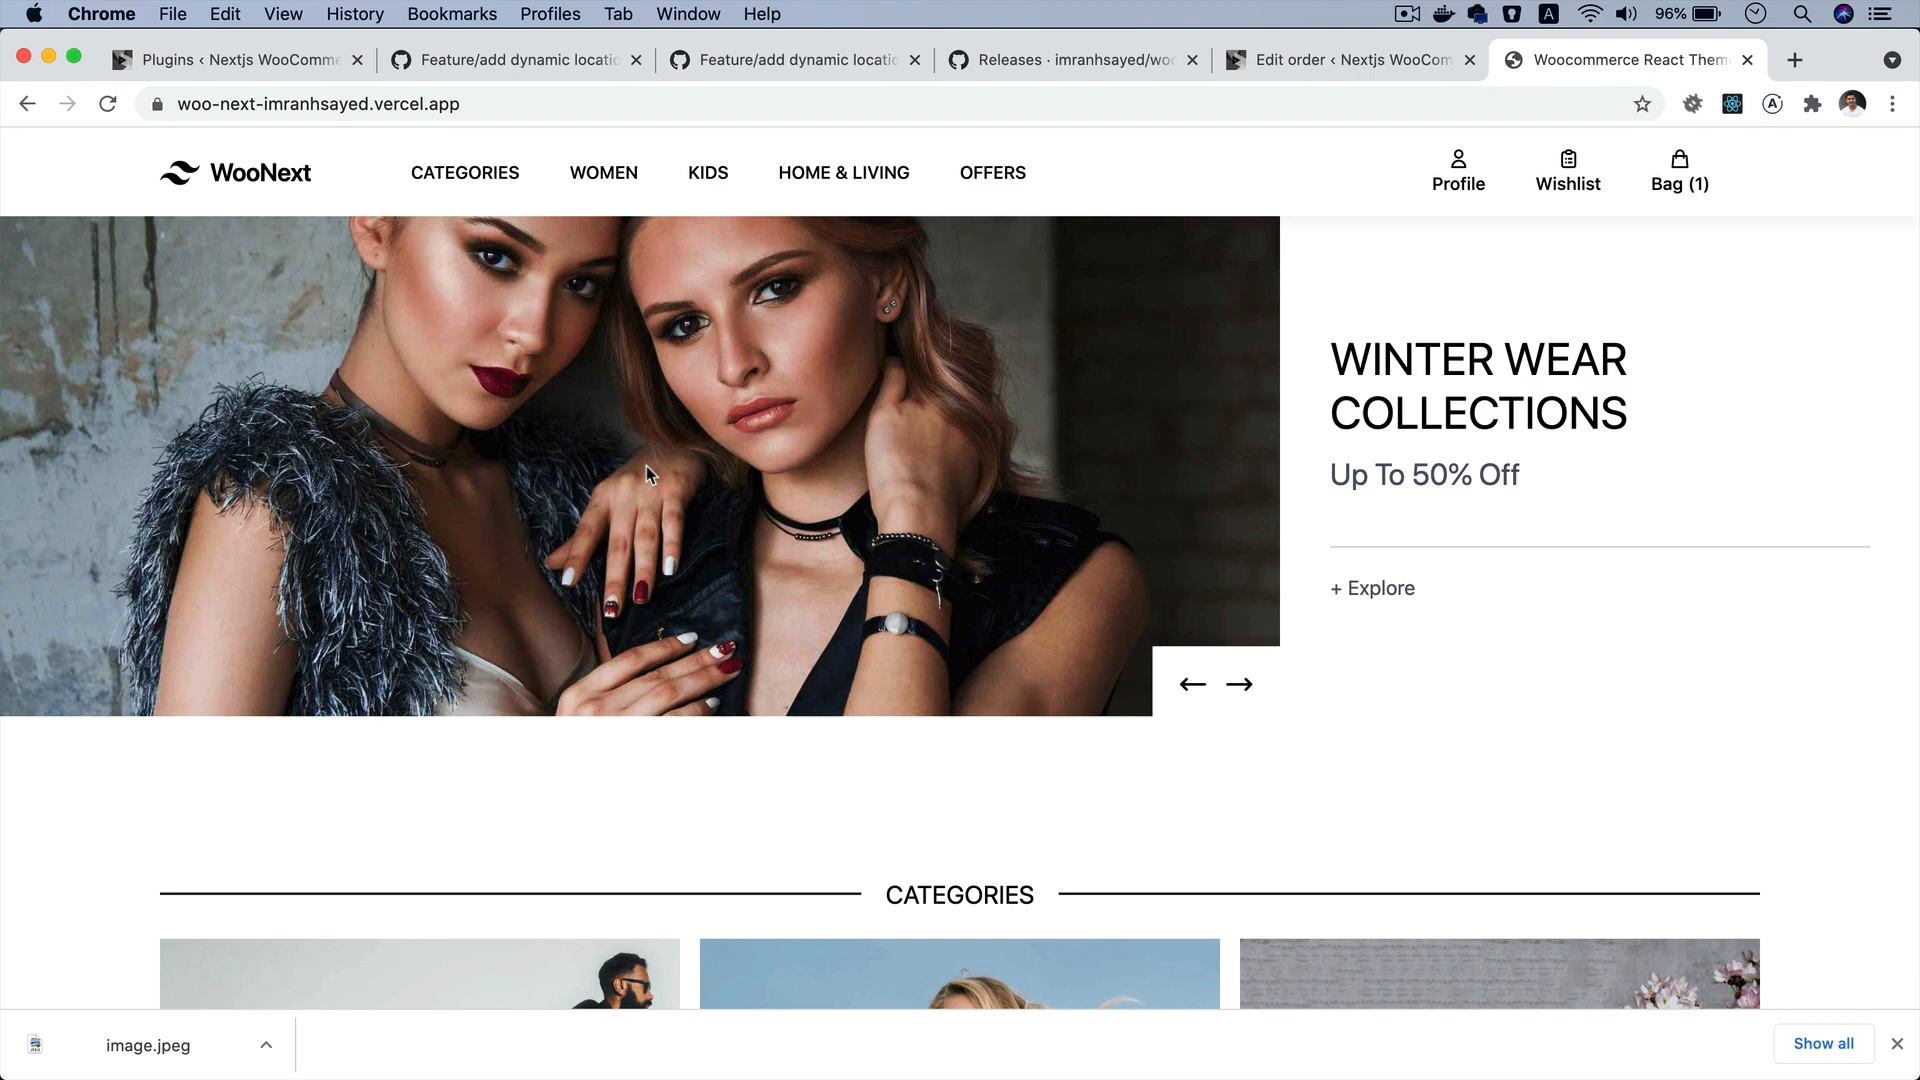 Chrome File Edit View History Bookmarks Profiles Tab Window Help A 96%
Plugins ‹ Nextjs WooComme Feature/add dynamic locatio Feature/add dynamic locatio Releases · imranhsayed/woo Edit order ‹ Nextjs WooCom Woocommerce React Them
woo-next-imranhsayed.vercel.app
WooNext CATEGORIES WOMEN KIDS HOME & LIVING OFFERS Profile Wishlist Bag (1)
WINTER WEAR
COLLECTIONS
Up To 50% Off
+ Explore
CATEGORIES
image.jpeg Show all